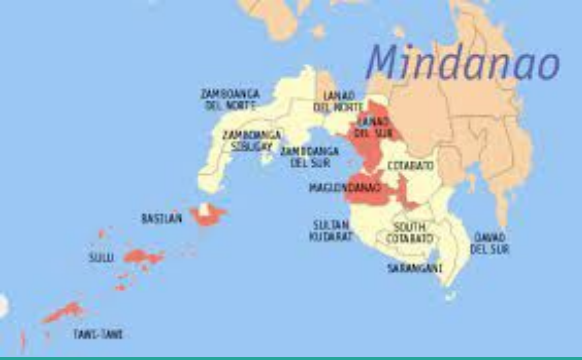 Mindanao
ZAMBOANGA
DEL NORTE
LANAO
DEL NORTE
LANAO
DEL SUR
ZAMBOANGA
SIBUGAY
ZAMBOANGA
DEL SUR
COTABATO
MAGUINDANAO
BASILAN
SULTAN
KUDARAT
SOUTH
COTABATO
DAVAO
DEL SUR
SULU
SARANGANI
TAWI-TAWI